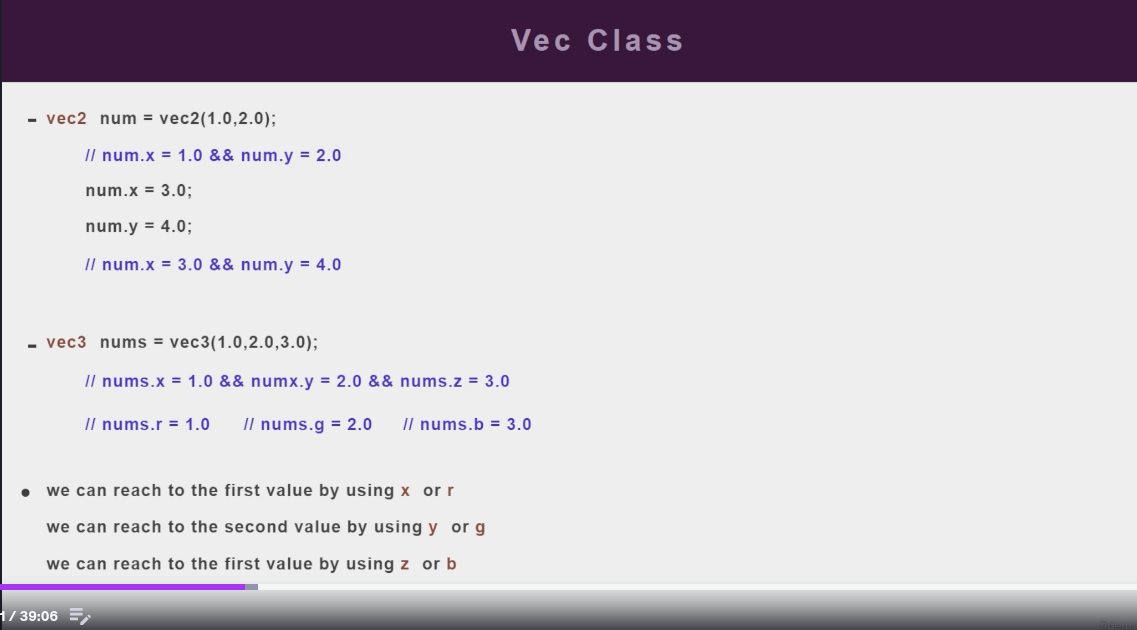 Vec Class
- vec2 num = vec2(1.0,2.0);
// num.x = 1.0 && num.y = 2.0
num.x = 3.0;
num.y = 4.0;
// num.x = 3.0 && num.y = 4.0
- vec3 nums = vec3(1.0,2.0,3.0);
// nums.x = 1.0 && numx.y = 2.0 && nums.z = 3.0
// nums.r = 1.0 // nums.g = 2.0 // nums.b = 3.0
• we can reach to the first value by using x or r
we can reach to the second value by using y or g
we can reach to the first value by using z or b
1 / 39:06